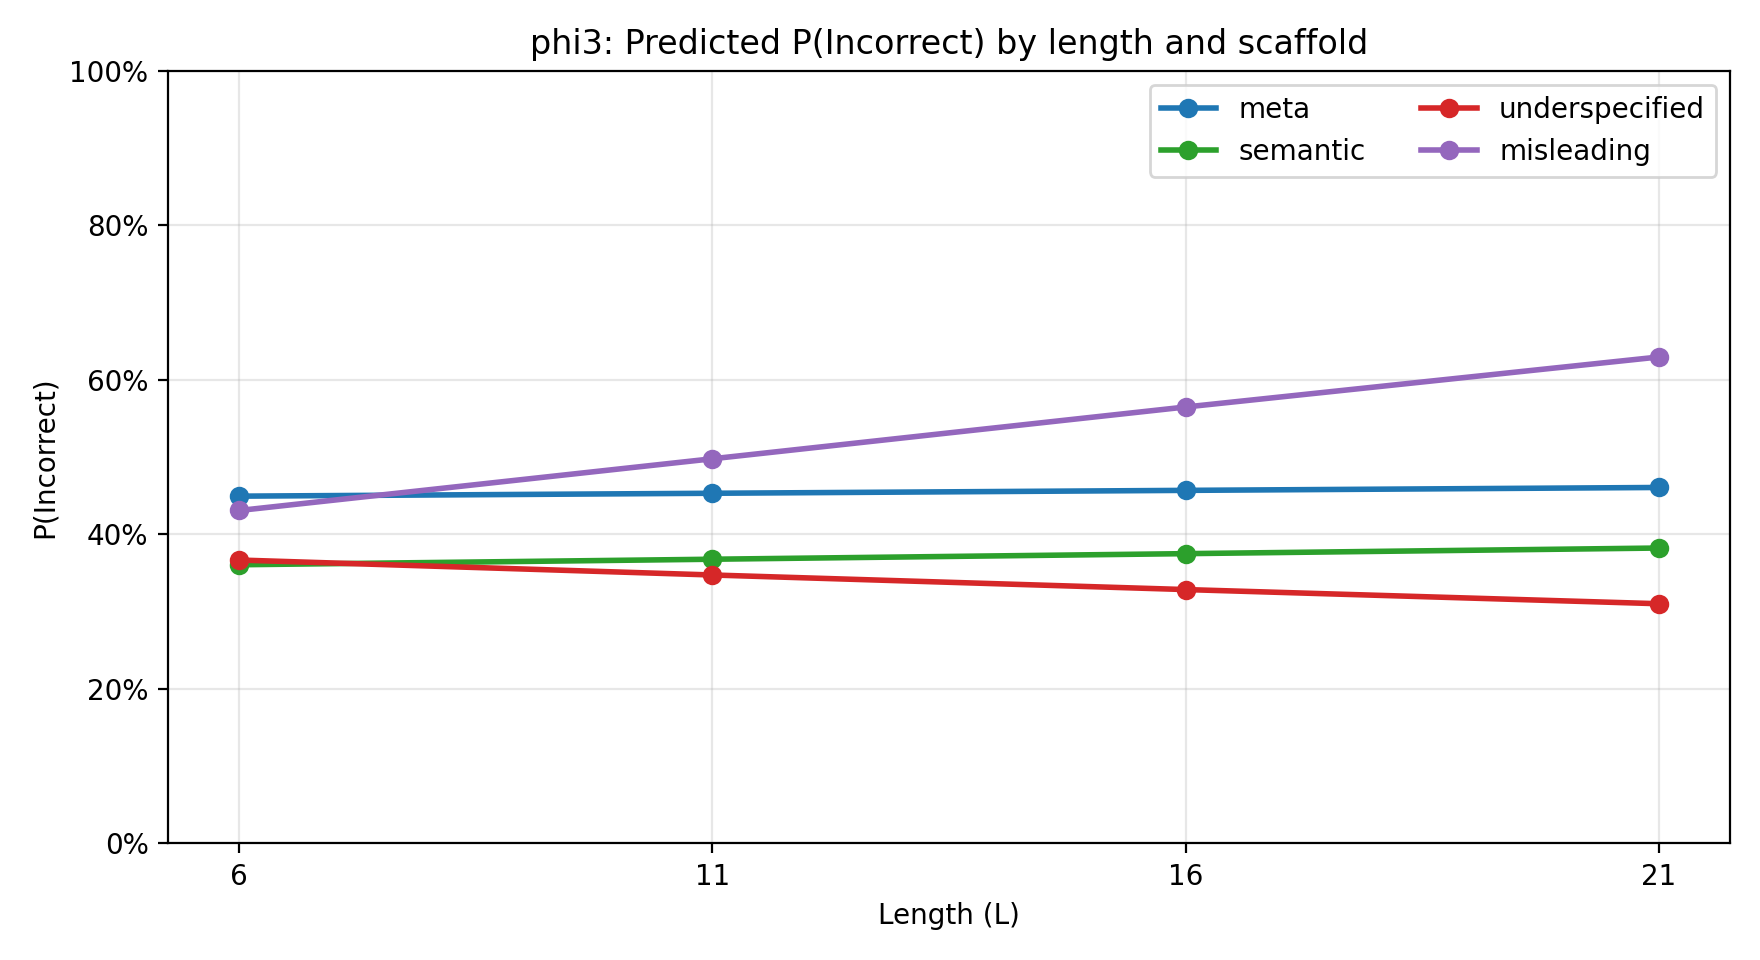 phi3: Predicted P(Incorrect) by length and scaffold
100%
80%
60%
40%
20%
0%
P(Incorrect)
meta
semantic
underspecified
misleading
6 11 16 21
Length (L)